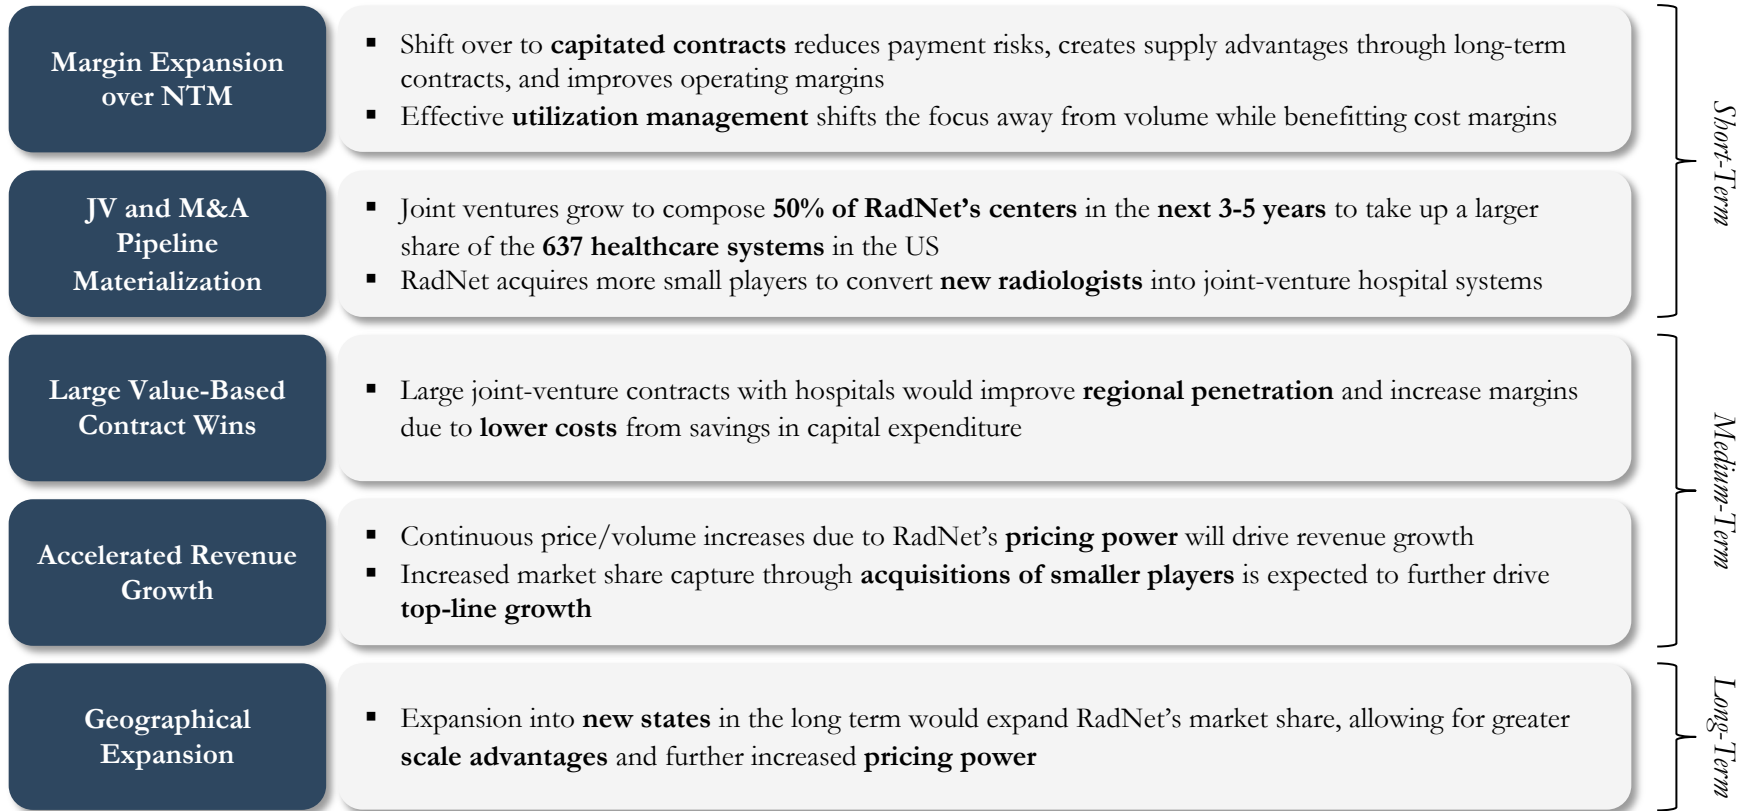 Margin Expansion
over NTM
▪ Shift over to capitated contracts reduces payment risks, creates supply advantages through long-term
contracts, and improves operating margins
▪ Effective utilization management shifts the focus away from volume while benefitting cost margins
JV and M&A
Pipeline
Materialization
▪ Joint ventures grow to compose 50% of RadNet’s centers in the next 3-5 years to take up a larger
share of the 637 healthcare systems in the US
▪ RadNet acquires more small players to convert new radiologists into joint-venture hospital systems
Short-Term
Large Value-Based
Contract Wins
▪ Large joint-venture contracts with hospitals would improve regional penetration and increase margins
due to lower costs from savings in capital expenditure
Accelerated Revenue
Growth
▪ Continuous price/volume increases due to RadNet’s pricing power will drive revenue growth
▪ Increased market share capture through acquisitions of smaller players is expected to further drive
top-line growth
Medium-Term
Geographical
Expansion
▪ Expansion into new states in the long term would expand RadNet’s market share, allowing for greater
scale advantages and further increased pricing power
Long-Term